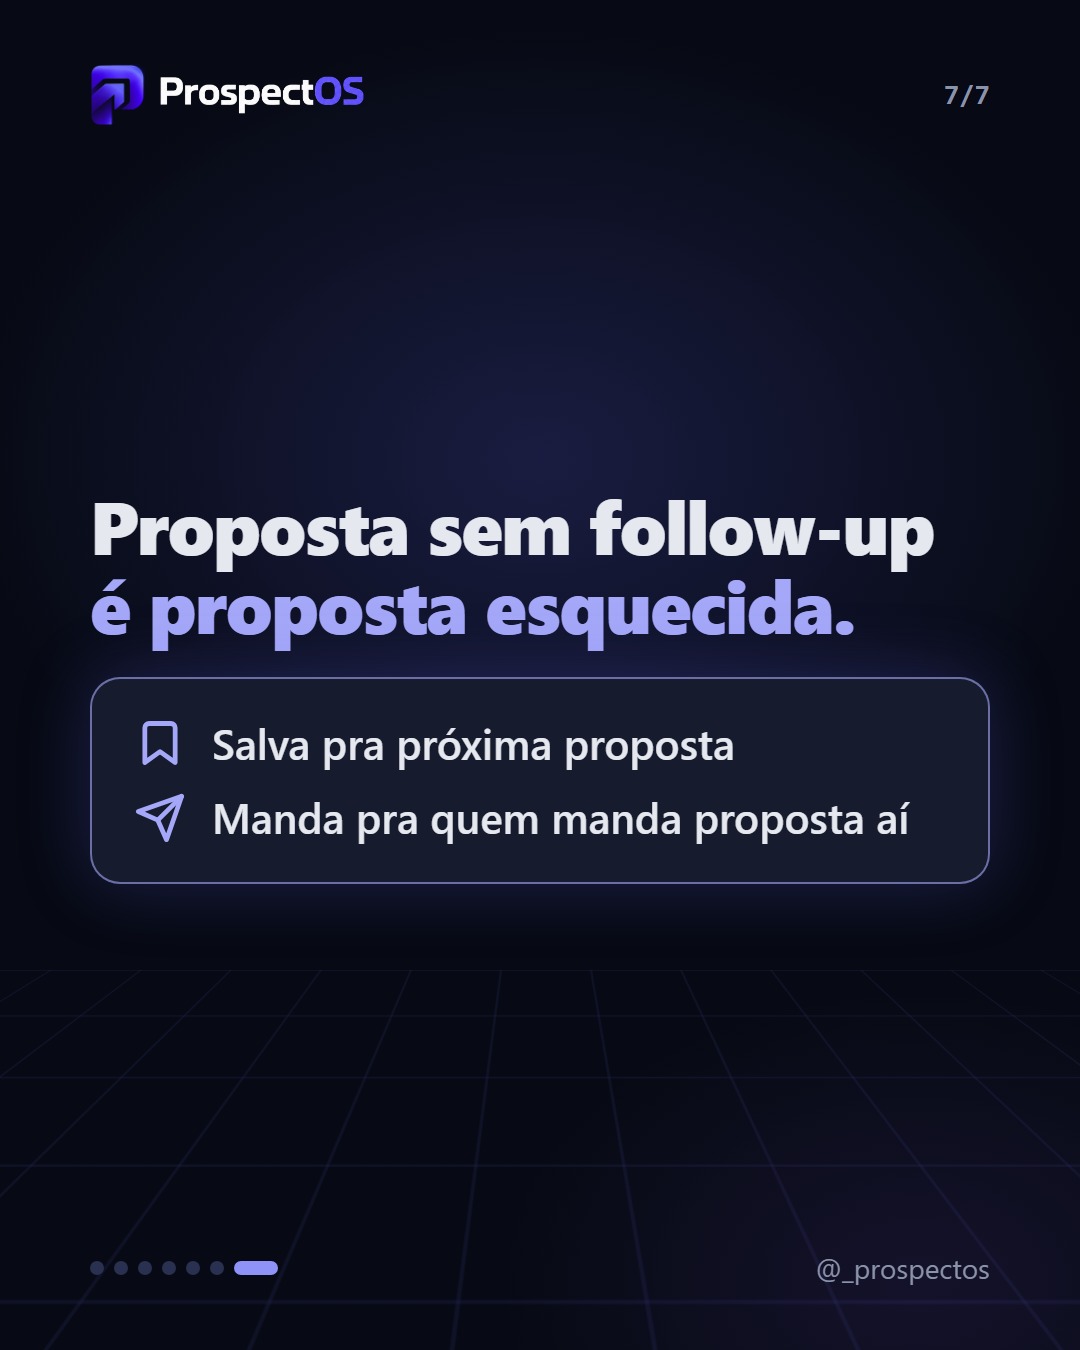 ProspectOS
7/7
Proposta sem follow-up
é proposta esquecida.
Salva pra próxima proposta
Manda pra quem manda proposta aí
@_prospectos